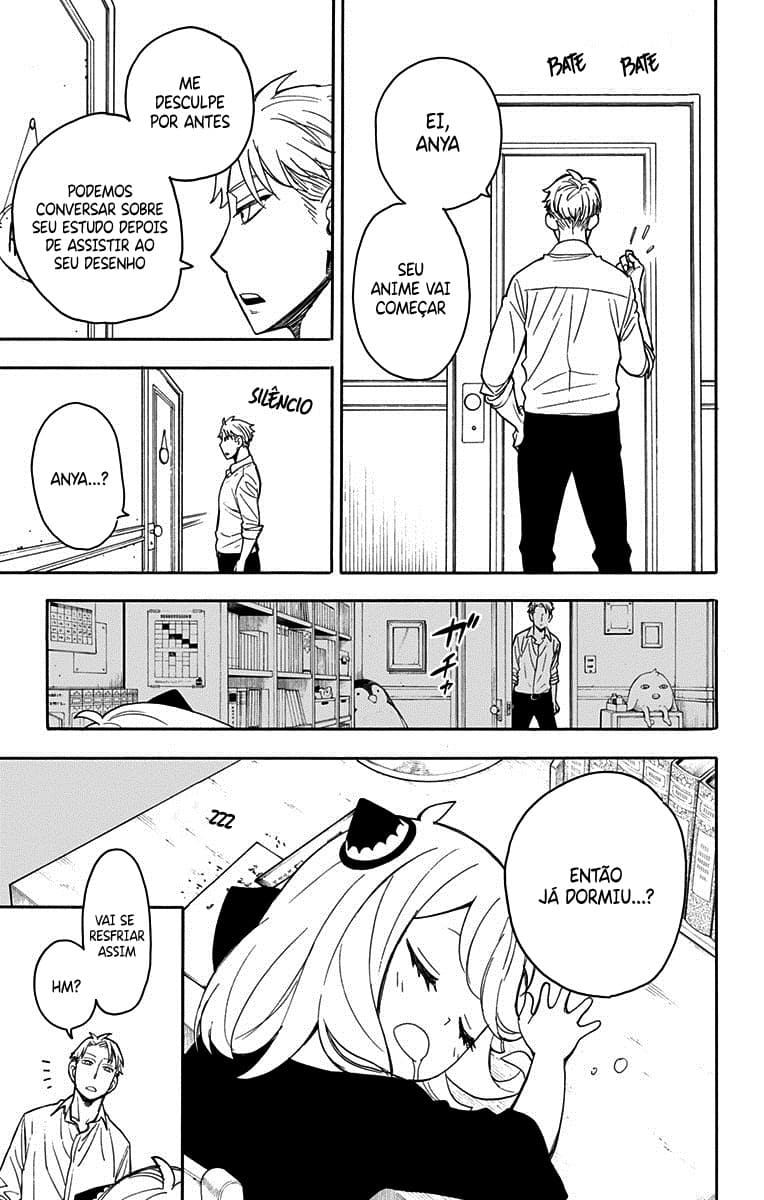 BATE
BATE
EI,
ANYA
SEU
ANIME VAI
COMEÇAR
ME
DESCULPE
POR ANTES
PODEMOS
CONVERSAR SOBRE
SEU ESTUDO DEPOIS
DE ASSISTIR AO
SEU DESENHO
SILÊNCIO
ANYA...?
ガチャ
ENTÃO
JÁ DORMIU...?
ZZZ
VAI SE
RESFRIAR
ASSIM
HM?